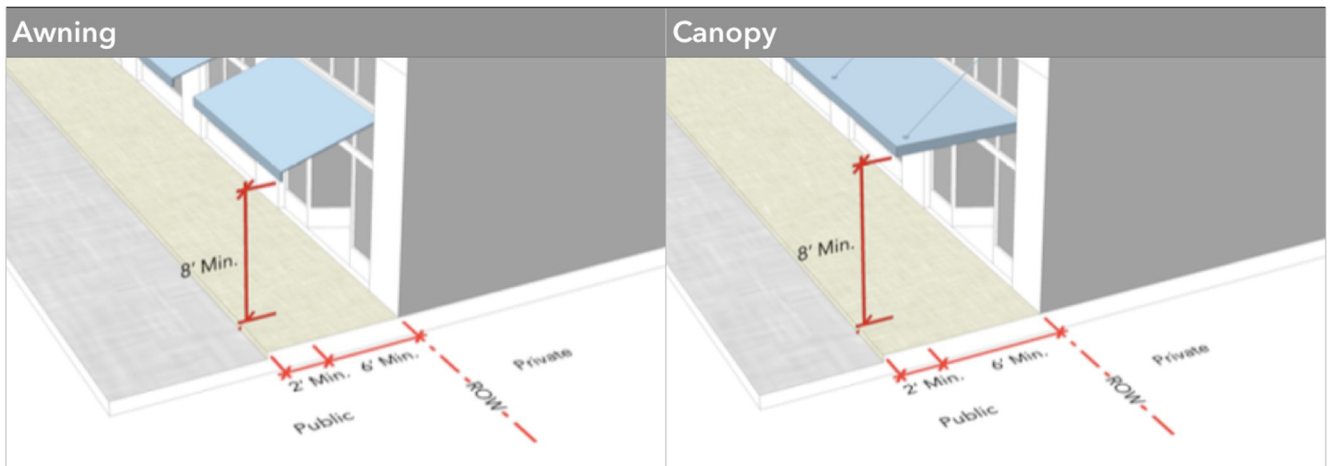 Awning
8' Min.
2' Min. 6' Min.
Private
ROW
Public
Canopy
8' Min.
2' Min. 6' Min.
Private
ROW
Public